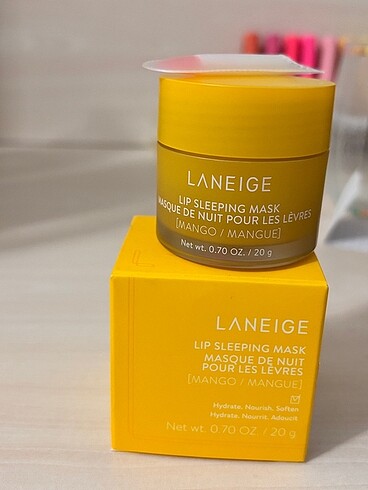 LANEIGE
LIP SLEEPING MASK
MASQUE DE NUIT POUR LES LÈVRES
[MANGO / MANGUE]
Net wt. 0.70 OZ. / 20 g
LANEIGE
LIP SLEEPING MASK
MASQUE DE NUIT
POUR LES LÈVRES
[MANGO / MANGUE]
Hydrate. Nourish. Soften
Hydrate. Nourrit. Adoucit
Net wt. 0.70 OZ. / 20 g